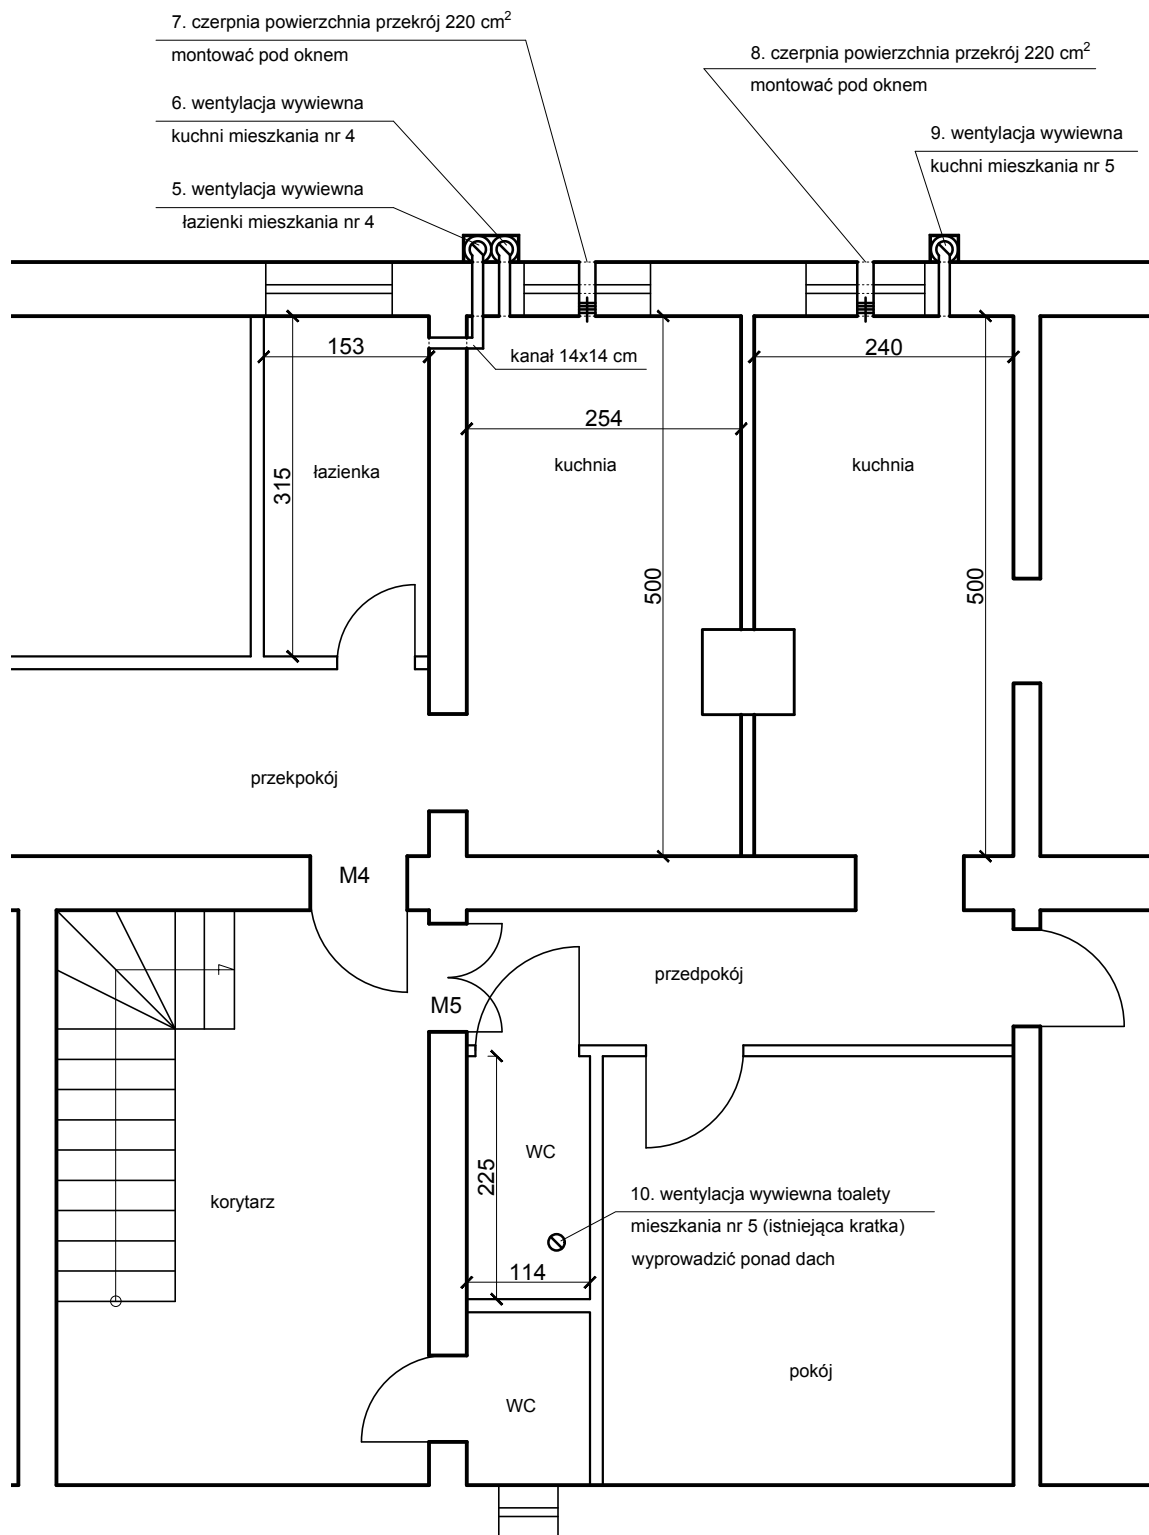 7. czerpnia powierzchnia przekrój 220 cm²
montować pod oknem
8. czerpnia powierzchnia przekrój 220 cm²
montować pod oknem
6. wentylacja wywiewna
kuchni mieszkania nr 4
9. wentylacja wywiewna
kuchni mieszkania nr 5
5. wentylacja wywiewna
łazienki mieszkania nr 4
153
kanał 14x14 cm
240
254
łazienka
kuchnia
kuchnia
315
500
500
przekpokój
M4
przedpokój
M5
WC
225
korytarz
10. wentylacja wywiewna toalety
mieszkania nr 5 (istniejąca kratka)
wyprowadzić ponad dach
114
pokój
WC